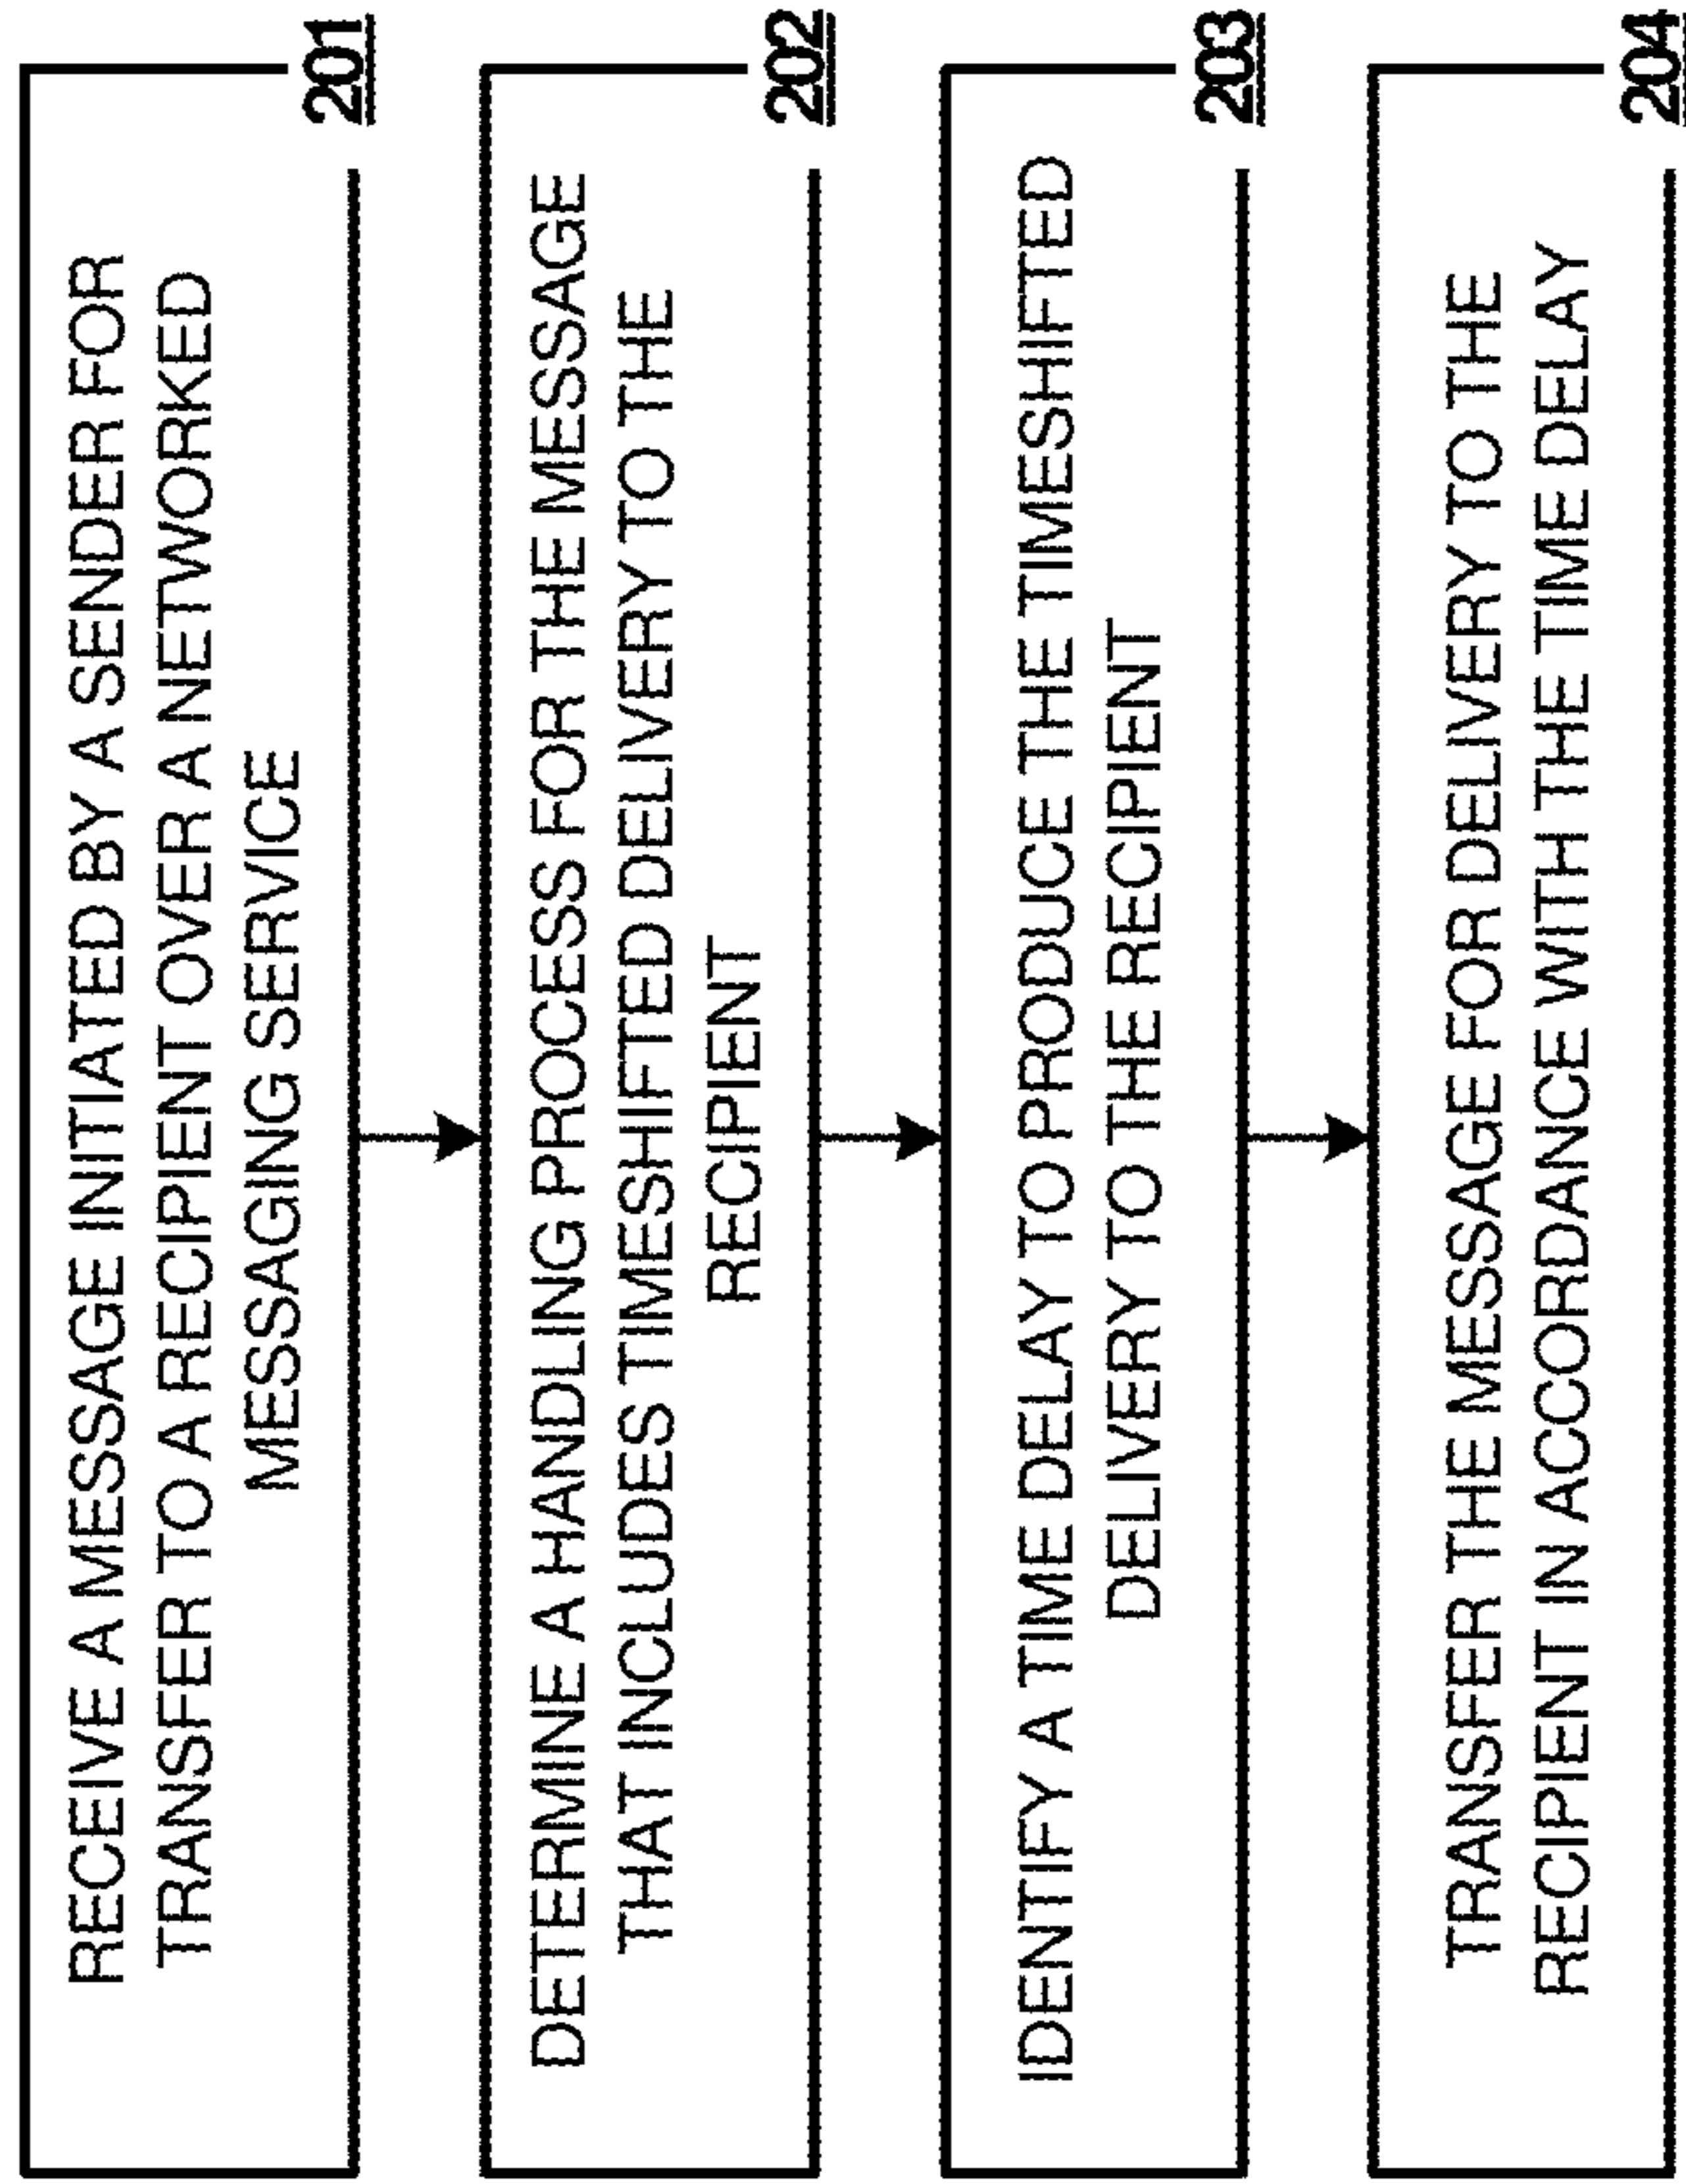 RECEIVE A MESSAGE INITIATED BY A SENDER FOR
TRANSFER TO A RECIPIENT OVER A NETWORKED
MESSAGING SERVICE
201
DETERMINE A HANDLING PROCESS FOR THE MESSAGE
THAT INCLUDES TIMESHIFTED DELIVERY TO THE
RECIPIENT
202
IDENTIFY A TIME DELAY TO PRODUCE THE TIMESHIFTED
DELIVERY TO THE RECIPIENT
203
TRANSFER THE MESSAGE FOR DELIVERY TO THE
RECIPIENT IN ACCORDANCE WITH THE TIME DELAY
204